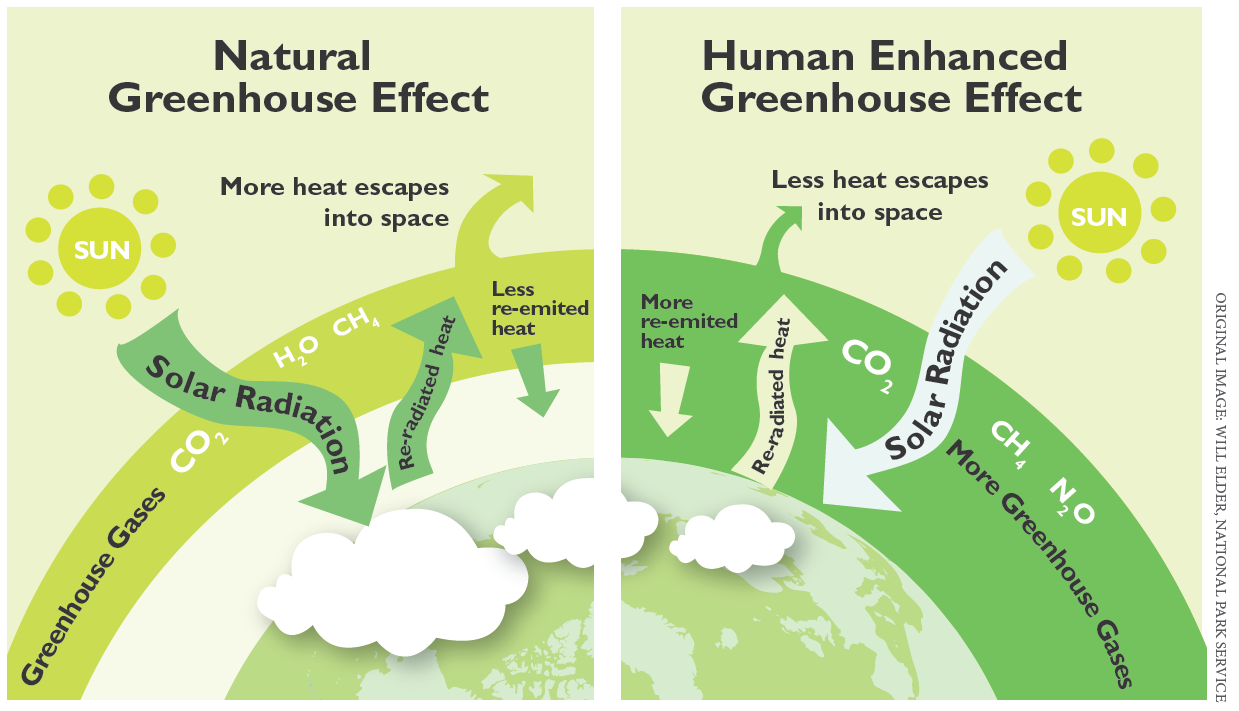 Natural
Greenhouse Effect
More heat escapes
into space
SUN
Less
re-emited
heat
H₂O CH₄
Re-radiated heat
Solar Radiation
CO₂
Greenhouse Gases
Human Enhanced
Greenhouse Effect
Less heat escapes
into space
SUN
More
re-emited
heat
Re-radiated heat
CO₂
Solar Radiation
CH₄
N₂O
More Greenhouse Gases
ORIGINAL IMAGE: WILL ELDER, NATIONAL PARK SERVICE